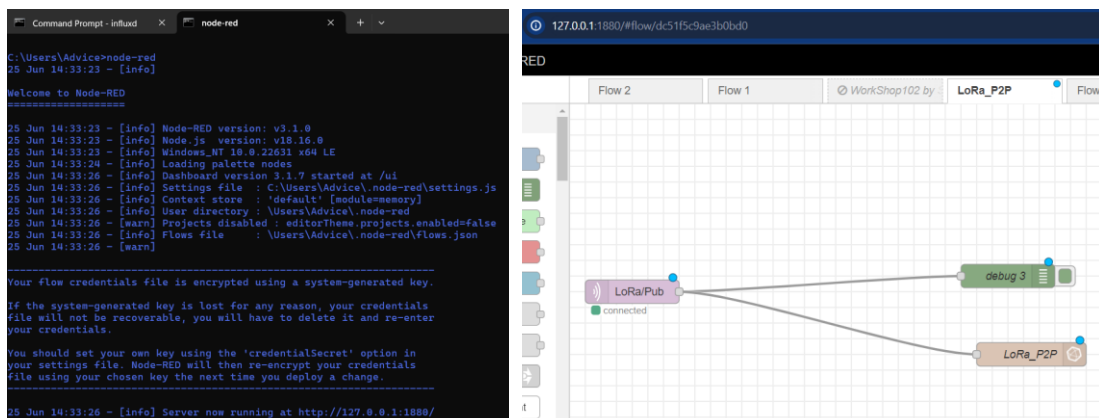 Command Prompt - influxd
node-red
C:\Users\Advice>node-red
25 Jun 14:33:23 - [info]
Welcome to Node-RED
===================
25 Jun 14:33:23 - [info] Node-RED version: v3.1.0
25 Jun 14:33:23 - [info] Node.js  version: v18.16.0
25 Jun 14:33:23 - [info] Windows_NT 10.0.22631 x64 LE
25 Jun 14:33:24 - [info] Loading palette nodes
25 Jun 14:33:26 - [info] Dashboard version 3.1.7 started at /ui
25 Jun 14:33:26 - [info] Settings file  : C:\Users\Advice\.node-red\settings.js
25 Jun 14:33:26 - [info] Context store  : 'default' [module=memory]
25 Jun 14:33:26 - [info] User directory : \Users\Advice\.node-red
25 Jun 14:33:26 - [warn] Projects disabled : editorTheme.projects.enabled=false
25 Jun 14:33:26 - [info] Flows file     : \Users\Advice\.node-red\flows.json
25 Jun 14:33:26 - [warn]
---------------------------------------------------------------------
Your flow credentials file is encrypted using a system-generated key.
If the system-generated key is lost for any reason, your credentials
file will not be recoverable, you will have to delete it and re-enter
your credentials.
You should set your own key using the 'credentialSecret' option in
your settings file. Node-RED will then re-encrypt your credentials
file using your chosen key the next time you deploy a change.
---------------------------------------------------------------------
25 Jun 14:33:26 - [info] Server now running at http://127.0.0.1:1880/
127.0.0.1:1880/#flow/dc51f5c9ae3b0bd0
RED
Flow 2
Flow 1
WorkShop102 by
LoRa_P2P
Flow
debug 3
LoRa/Pub
connected
LoRa_P2P